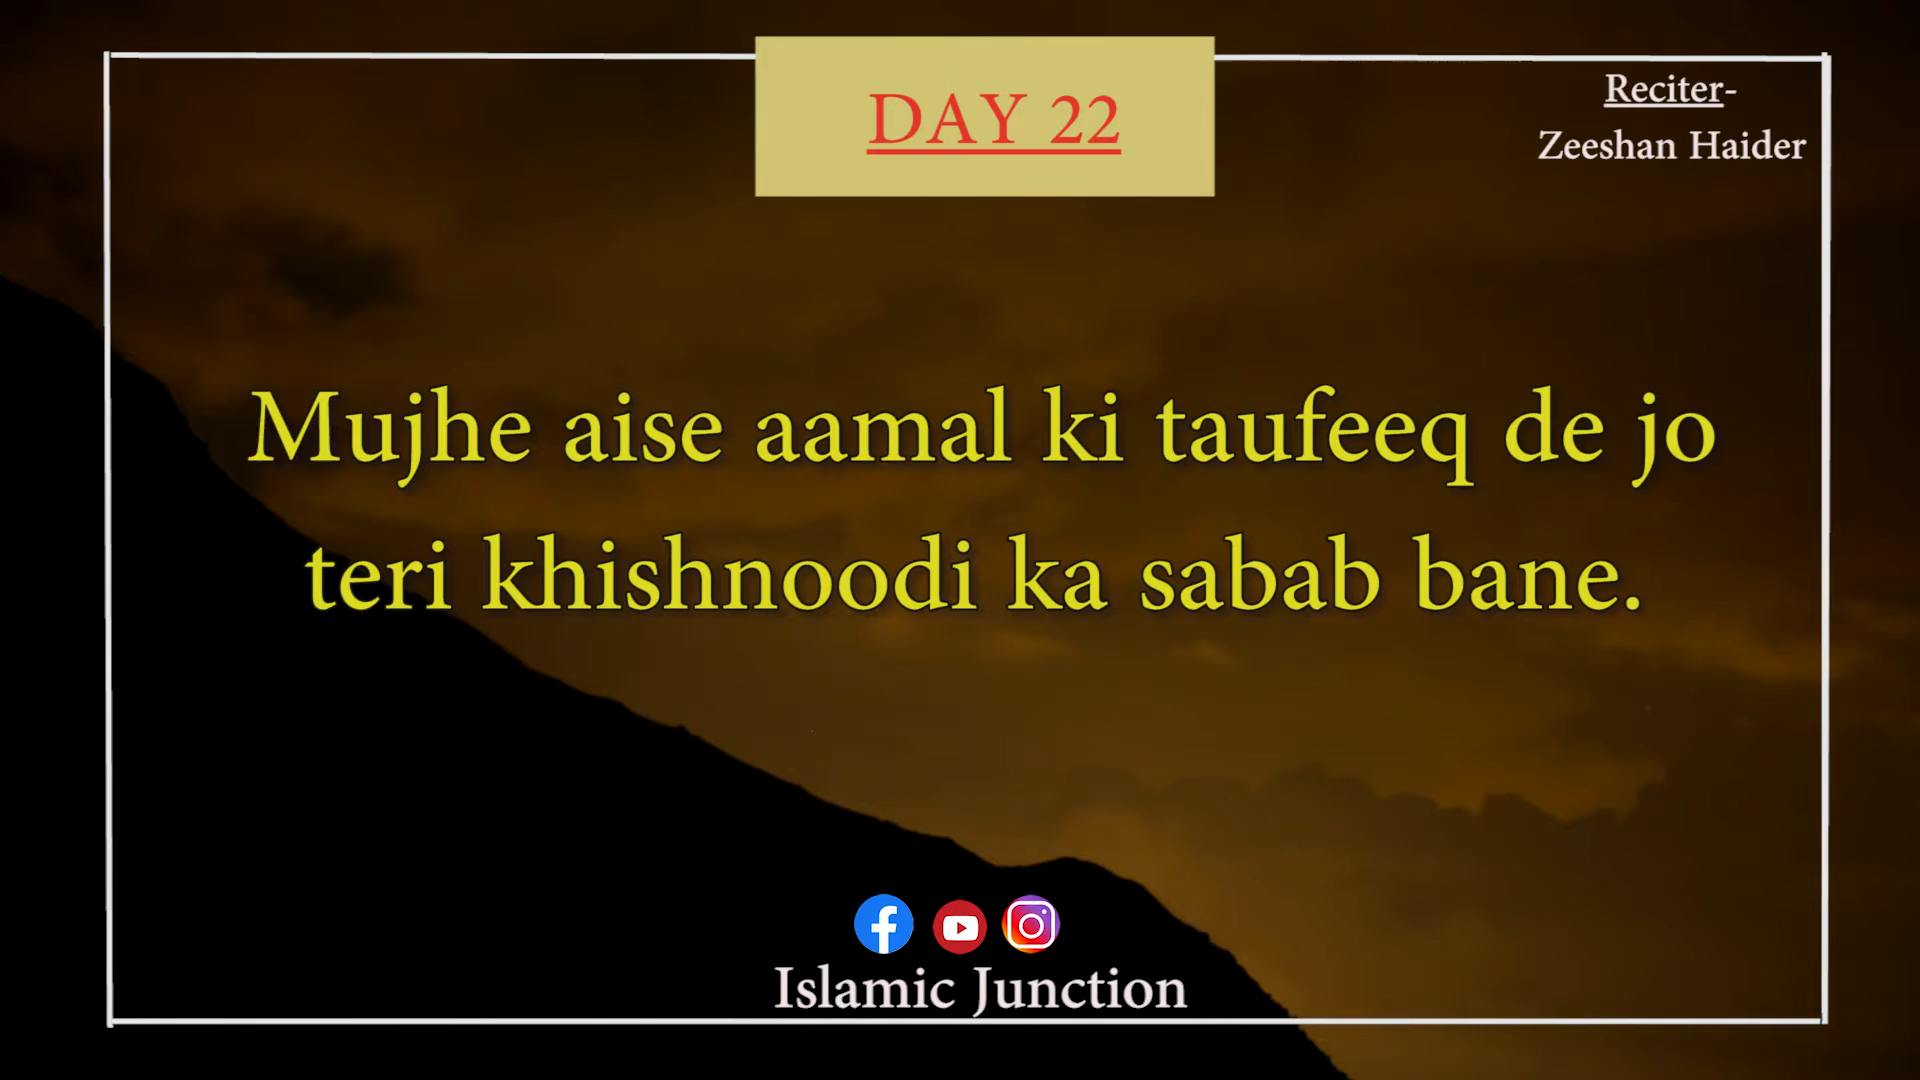 DAY 22
Reciter-
Zeeshan Haider
Mujhe aise aamal ki taufeeq de jo
teri khishnoodi ka sabab bane.
Islamic Junction